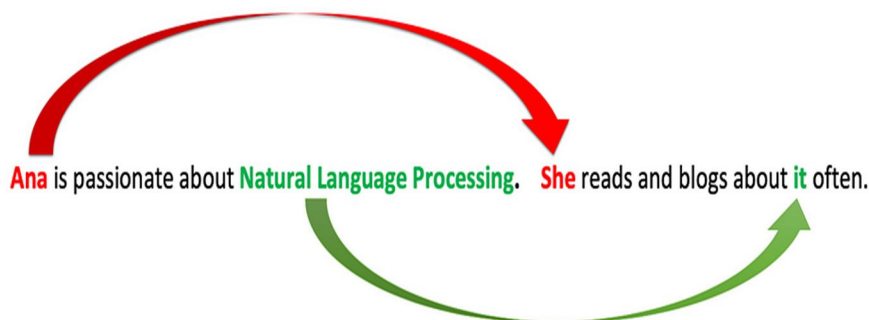 Ana is passionate about Natural Language Processing. She reads and blogs about it often.